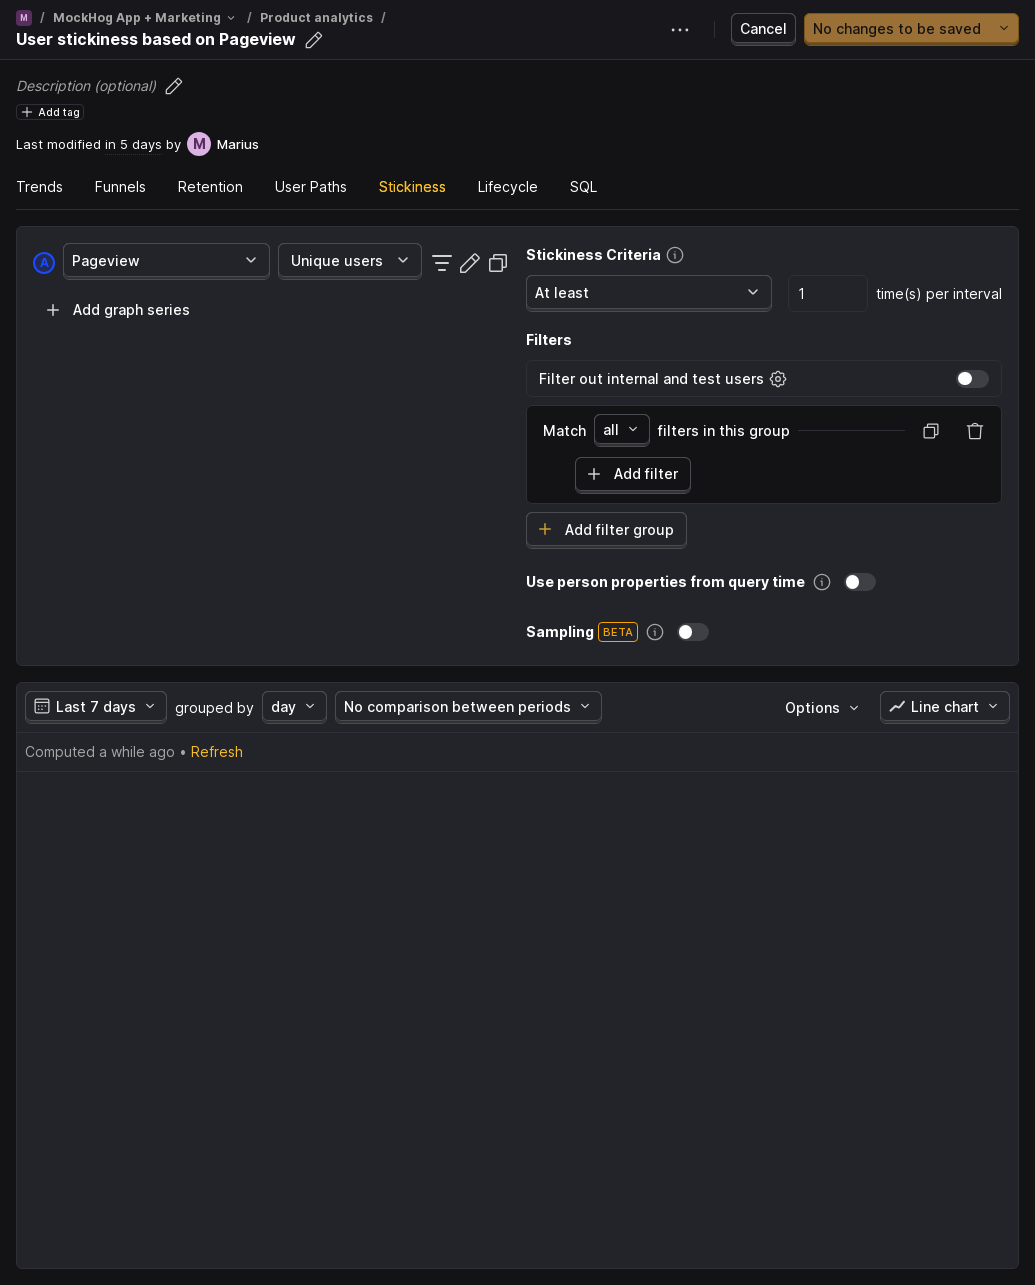 M / MockHog App + Marketing / Product analytics /
User stickiness based on Pageview
Cancel
No changes to be saved
Description (optional)
Add tag
Last modified in 5 days by M Marius
Trends Funnels Retention User Paths Stickiness Lifecycle SQL
A Pageview Unique users
Add graph series
Stickiness Criteria
At least 1 time(s) per interval
Filters
Filter out internal and test users
Match all filters in this group
Add filter
Add filter group
Use person properties from query time
Sampling BETA
Last 7 days grouped by day No comparison between periods Options Line chart
Computed a while ago • Refresh